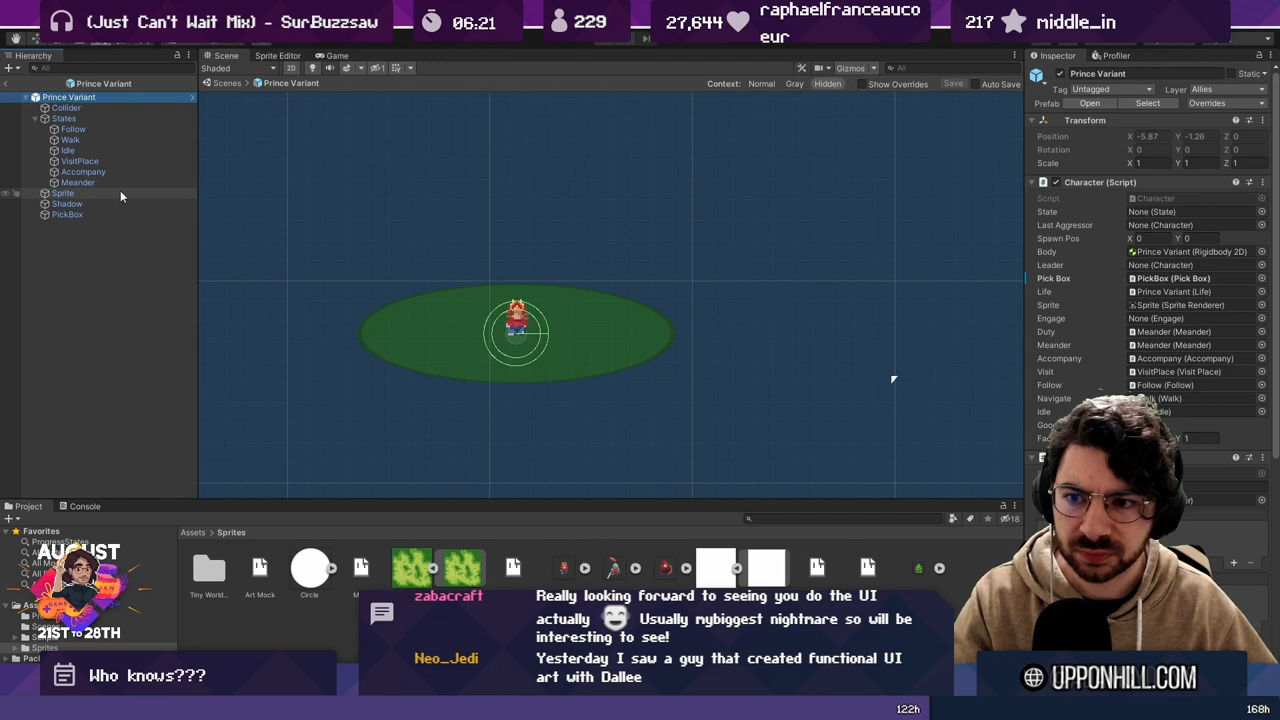 (Just Can't Wait Mix) - SurBuzzsaw
06:21
229
27,644
raphaelfranceauco
eur
217
middle_in
Hierarchy
All
Prince Variant
Prince Variant
Collider
States
Follow
Walk
Idle
VisitPlace
Accompany
Meander
Sprite
Shadow
PickBox
Scene
Sprite Editor
Game
Shaded
2D
1
Gizmos
All
Scenes
Prince Variant
Context:
Normal
Gray
Hidden
Show Overrides
Save
Auto Save
Inspector
Profiler
Prince Variant
Static
Tag Untagged
Layer Allies
Prefab
Open
Select
Overrides
Transform
Position X -5.87 Y -1.26 Z 0
Rotation X 0 Y 0 Z 0
Scale X 1 Y 1 Z 1
Character (Script)
Script Character
State None (State)
Last Aggressor None (Character)
Spawn Pos X 0 Y 0
Body Prince Variant (Rigidbody 2D)
Leader None (Character)
Pick Box PickBox (Pick Box)
Life Prince Variant (Life)
Sprite Sprite (Sprite Renderer)
Engage None (Engage)
Duty Meander (Meander)
Meander Meander (Meander)
Accompany Accompany (Accompany)
Visit VisitPlace (Visit Place)
Follow Follow (Follow)
Navigate (Walk)
Idle
Y 1
Project
Console
18
Favorites
ProgressStates
Assets > Sprites
Sprites
Tiny World...
Art Mock
Circle
AUGUST
21ST to 28TH
Who knows???
zabacraft Really looking forward to seeing you do the UI
actually Usually mybiggest nightmare so will be
interesting to see!
Neo_Jedi Yesterday I saw a guy that created functional UI
art with Dallee
UPPONHILL.COM
122h
168h